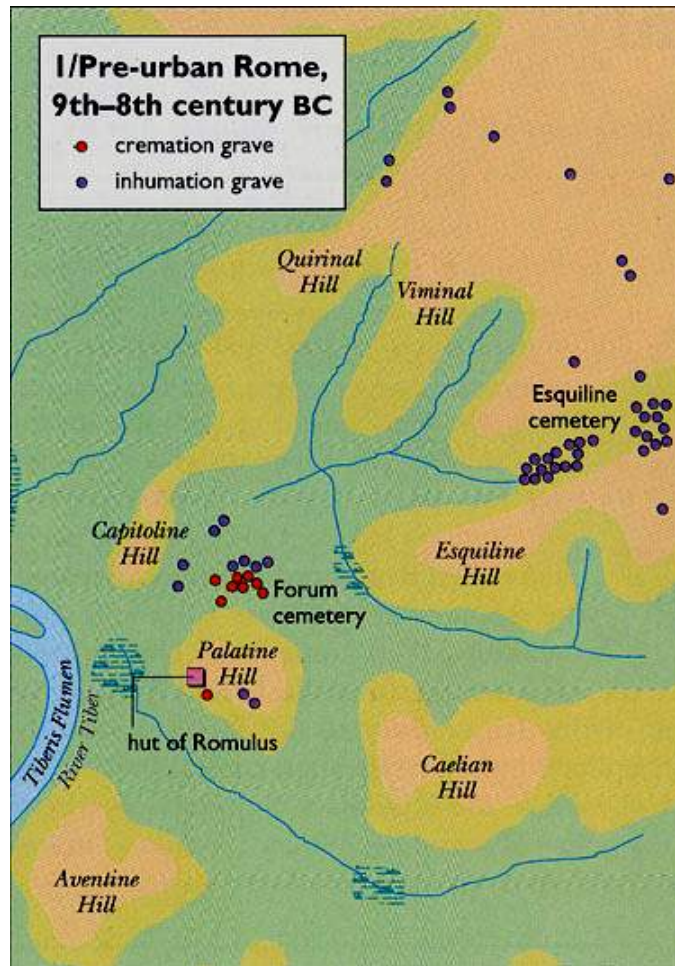 1/Pre-urban Rome,
9th–8th century BC
cremation grave
inhumation grave
Quirinal
Hill
Viminal
Hill
Esquiline
cemetery
Capitoline
Hill
Esquiline
Hill
Forum
cemetery
Palatine
Hill
Tiberis Flumen
River Tiber
hut of Romulus
Caelian
Hill
Aventine
Hill